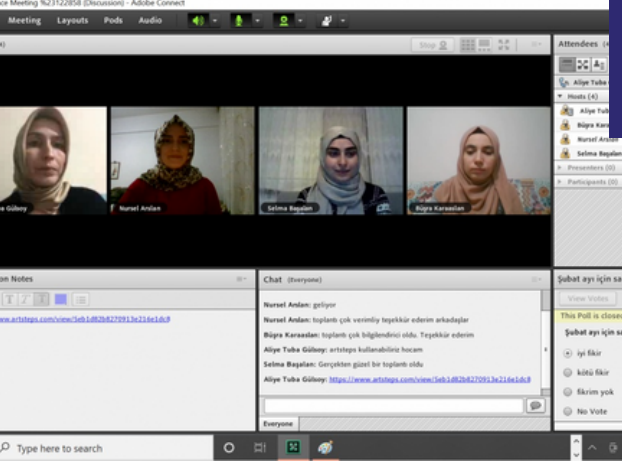 ce Meeting %23122858 (Discussion) - Adobe Connect
Meeting Layouts Pods Audio
Stop
Attendees
Aliye Tuba
Hosts (4)
Aliye Tub
Büşra Kara
Nursel Arslan
Selma Başalan
Presenters (0)
Participants (0)
a Gülsoy
Nursel Arslan
Selma Başalan
Büşra Karaaslan
on Notes
ww.artsteps.com/view/5eb1d82b8270913e216e1dc8
Chat (Everyone)
Nursel Arslan: geliyor
Nursel Arslan: toplantı çok verimliy teşekkür ederim arkadaşlar
Büşra Karaaslan: toplantı çok bilgilendirici oldu. Teşekkür ederim
Aliye Tuba Gülsoy: artsteps kullanabiliriz hocam
Selma Başalan: Gerçekten güzel bir toplantı oldu
Aliye Tuba Gülsoy: https://www.artsteps.com/view/5eb1d82b8270913e216e1dc8
Everyone
Şubat ayı için sa
View Votes
This Poll is closed
Şubat ayı için sa
iyi fikir
kötü fikir
fikrim yok
No Vote
Type here to search